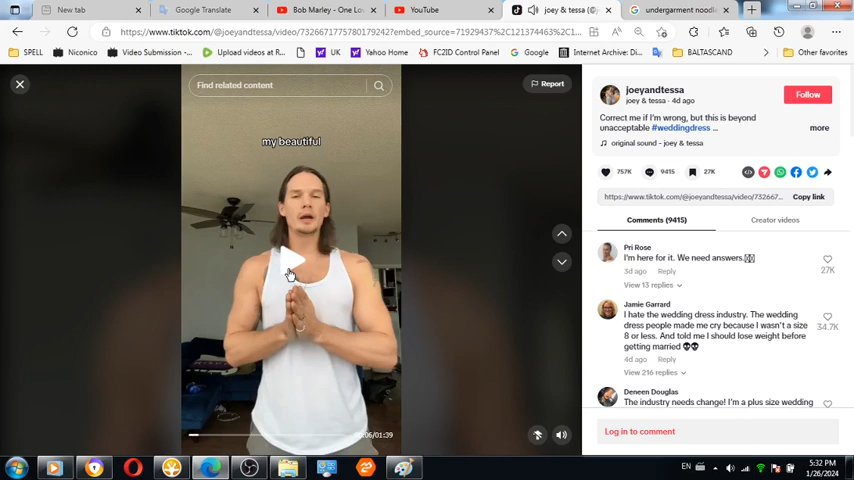 New tab
Google Translate
Bob Marley - One Lo
YouTube
joey & tessa (@
undergarment noodle
https://www.tiktok.com/@joeyandtessa/video/7326671775780179242?embed_source=71929437%2C121374463%2C1...
SPELL
Niconico
Video Submission -...
Upload videos at R...
UK
Yahoo Home
FC2ID Control Panel
Google
Internet Archive: Di...
BALTASCAND
Other favorites
Find related content
Report
my beautiful
01:39
joeyandtessa
joey & tessa · 4d ago
Follow
Correct me if I'm wrong, but this is beyond
unacceptable #weddingdress ...
more
original sound - joey & tessa
757K
9415
27K
https://www.tiktok.com/@joeyandtessa/video/732667...
Copy link
Comments (9415)
Creator videos
Pri Rose
I'm here for it. We need answers.
3d ago Reply
27K
View 13 replies
Jamie Garrard
I hate the wedding dress industry. The wedding
dress people made me cry because I wasn't a size
8 or less. And told me I should lose weight before
getting married
34.7K
4d ago Reply
View 216 replies
Deneen Douglas
The industry needs change! I'm a plus size wedding
Log in to comment
EN
5:32 PM
1/26/2024